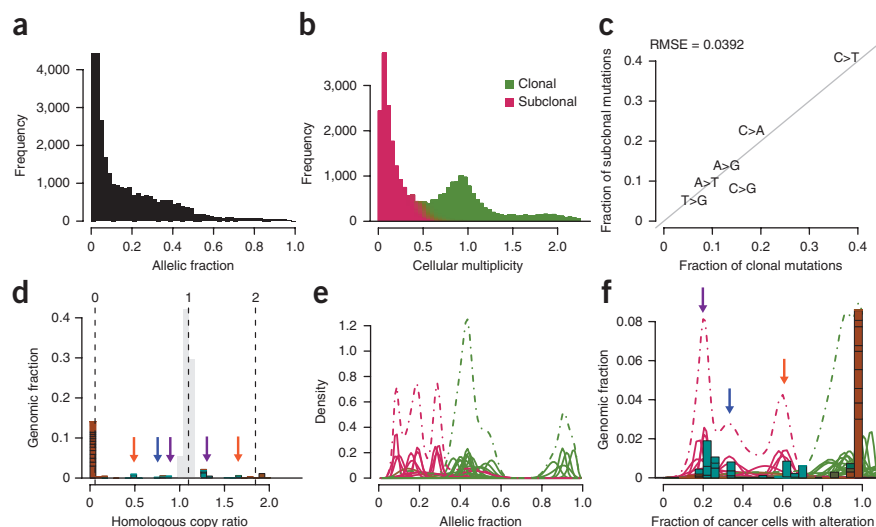 a
4,000
3,000
2,000
1,000
0
Frequency
0
0.2
0.4
0.6
0.8
1.0
Allelic fraction
b
3,000
2,000
1,000
0
Frequency
Clonal
Subclonal
0
0.5
1.0
1.5
2.0
Cellular multiplicity
c
RMSE = 0.0392
0.4
0.3
0.2
0.1
0
Fraction of subclonal mutations
C>T
C>A
A>G
A>T
C>G
T>G
0
0.1
0.2
0.3
0.4
Fraction of clonal mutations
d
0
1
2
0.4
0.3
0.2
0.1
0
Genomic fraction
0
0.5
1.0
1.5
2.0
Homologous copy ratio
e
1.2
1.0
0.8
0.6
0.4
0.2
0
Density
0
0.2
0.4
0.6
0.8
1.0
Allelic fraction
f
0.08
0.06
0.04
0.02
0
Genomic fraction
0
0.2
0.4
0.6
0.8
1.0
Fraction of cancer cells with alteration